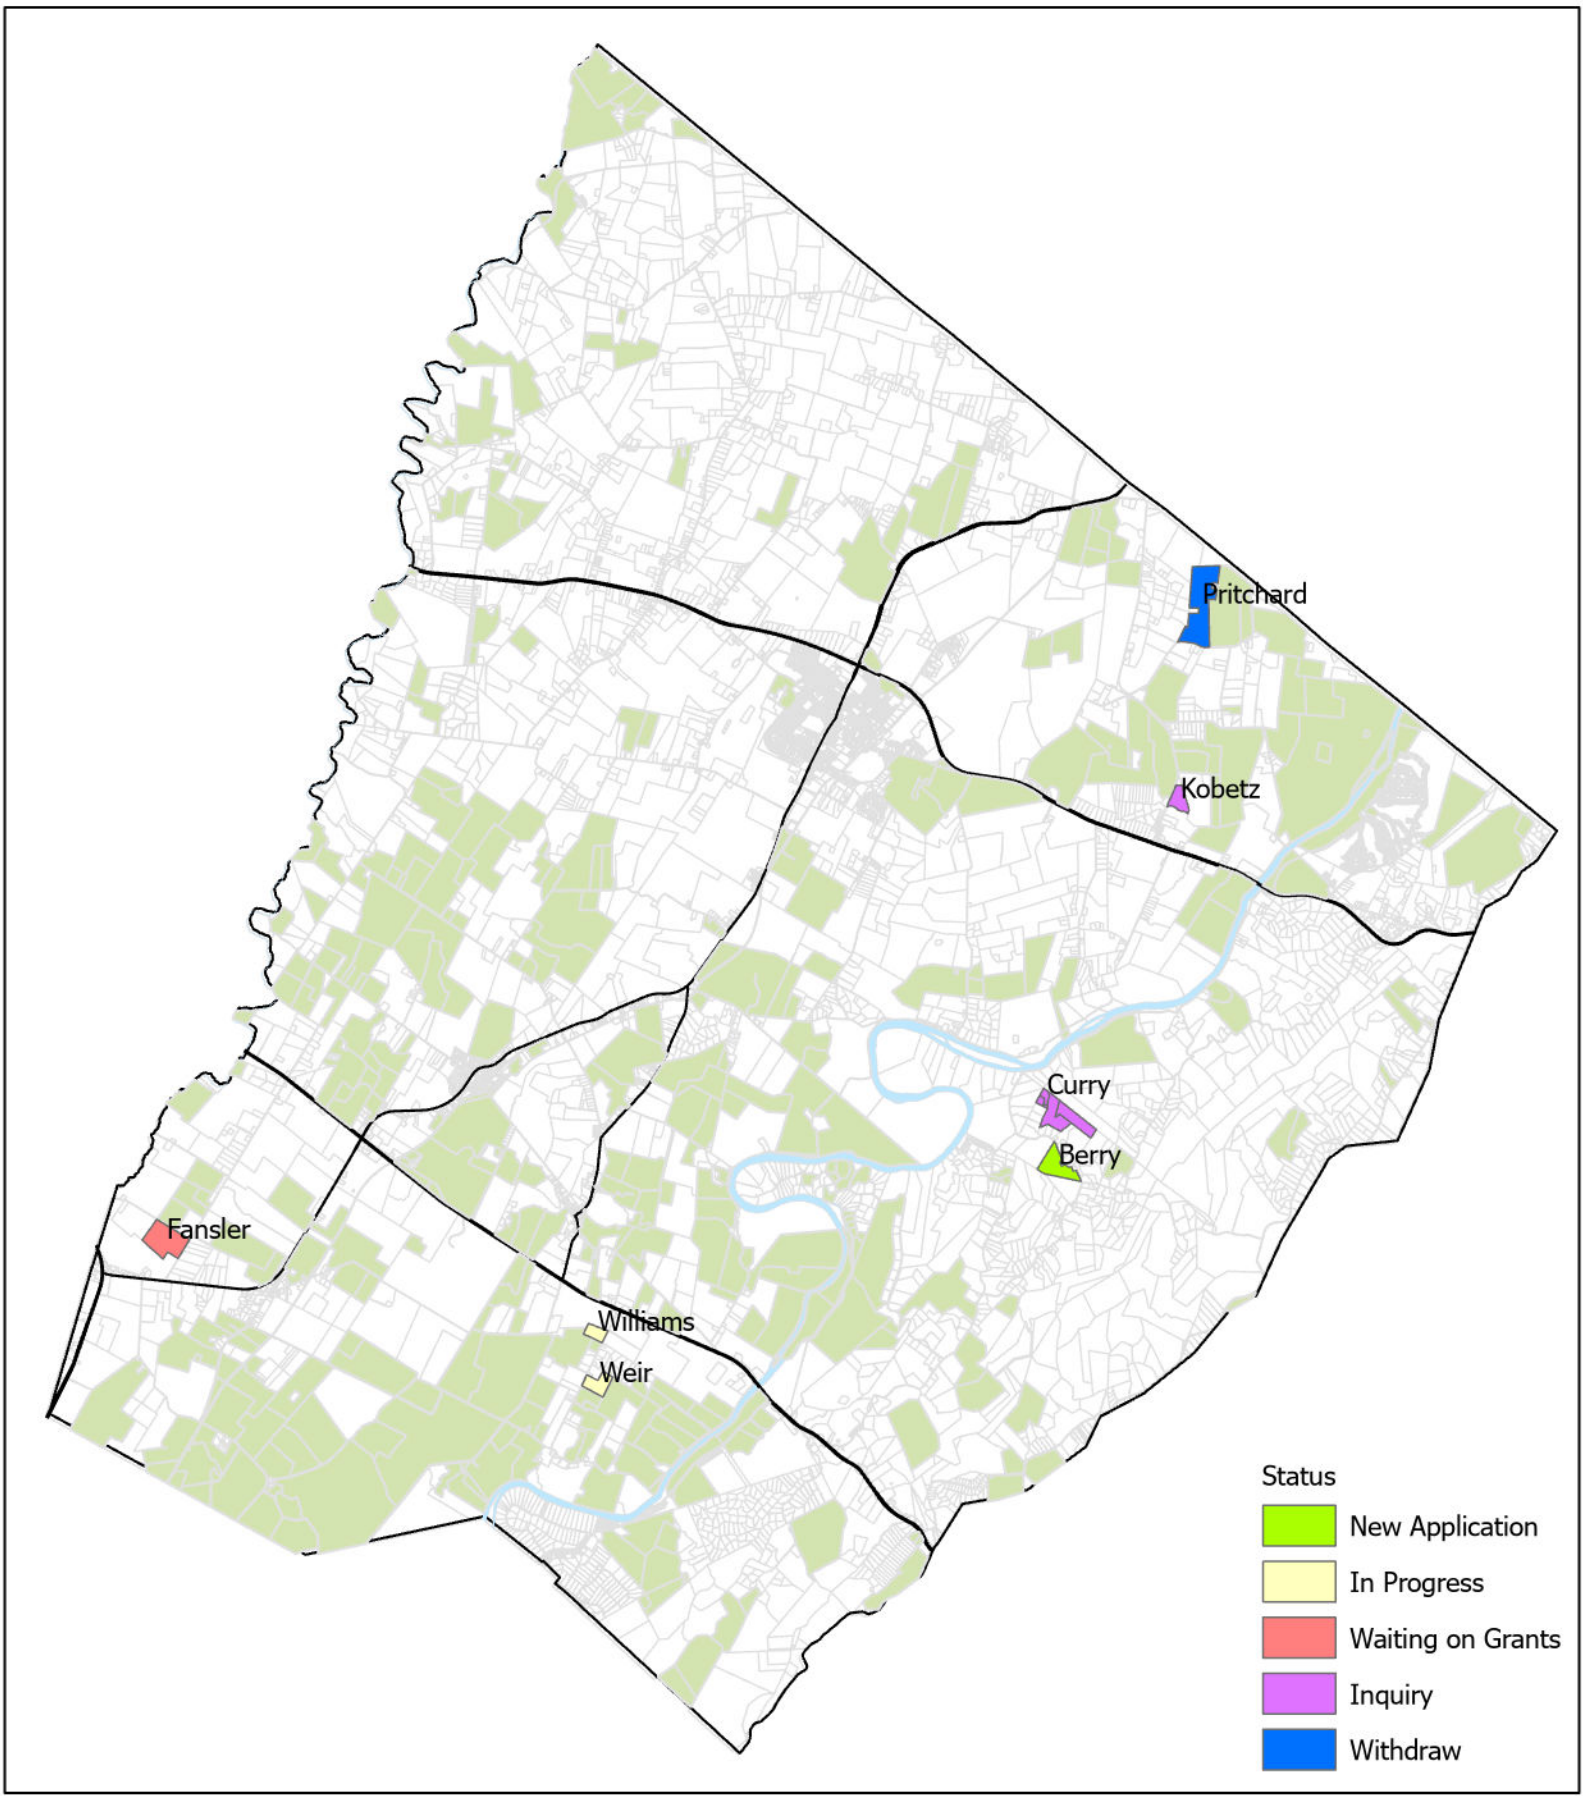 Pritchard
Kobetz
Curry
Berry
Fansler
Williams
Weir
Status
New Application
In Progress
Waiting on Grants
Inquiry
Withdraw